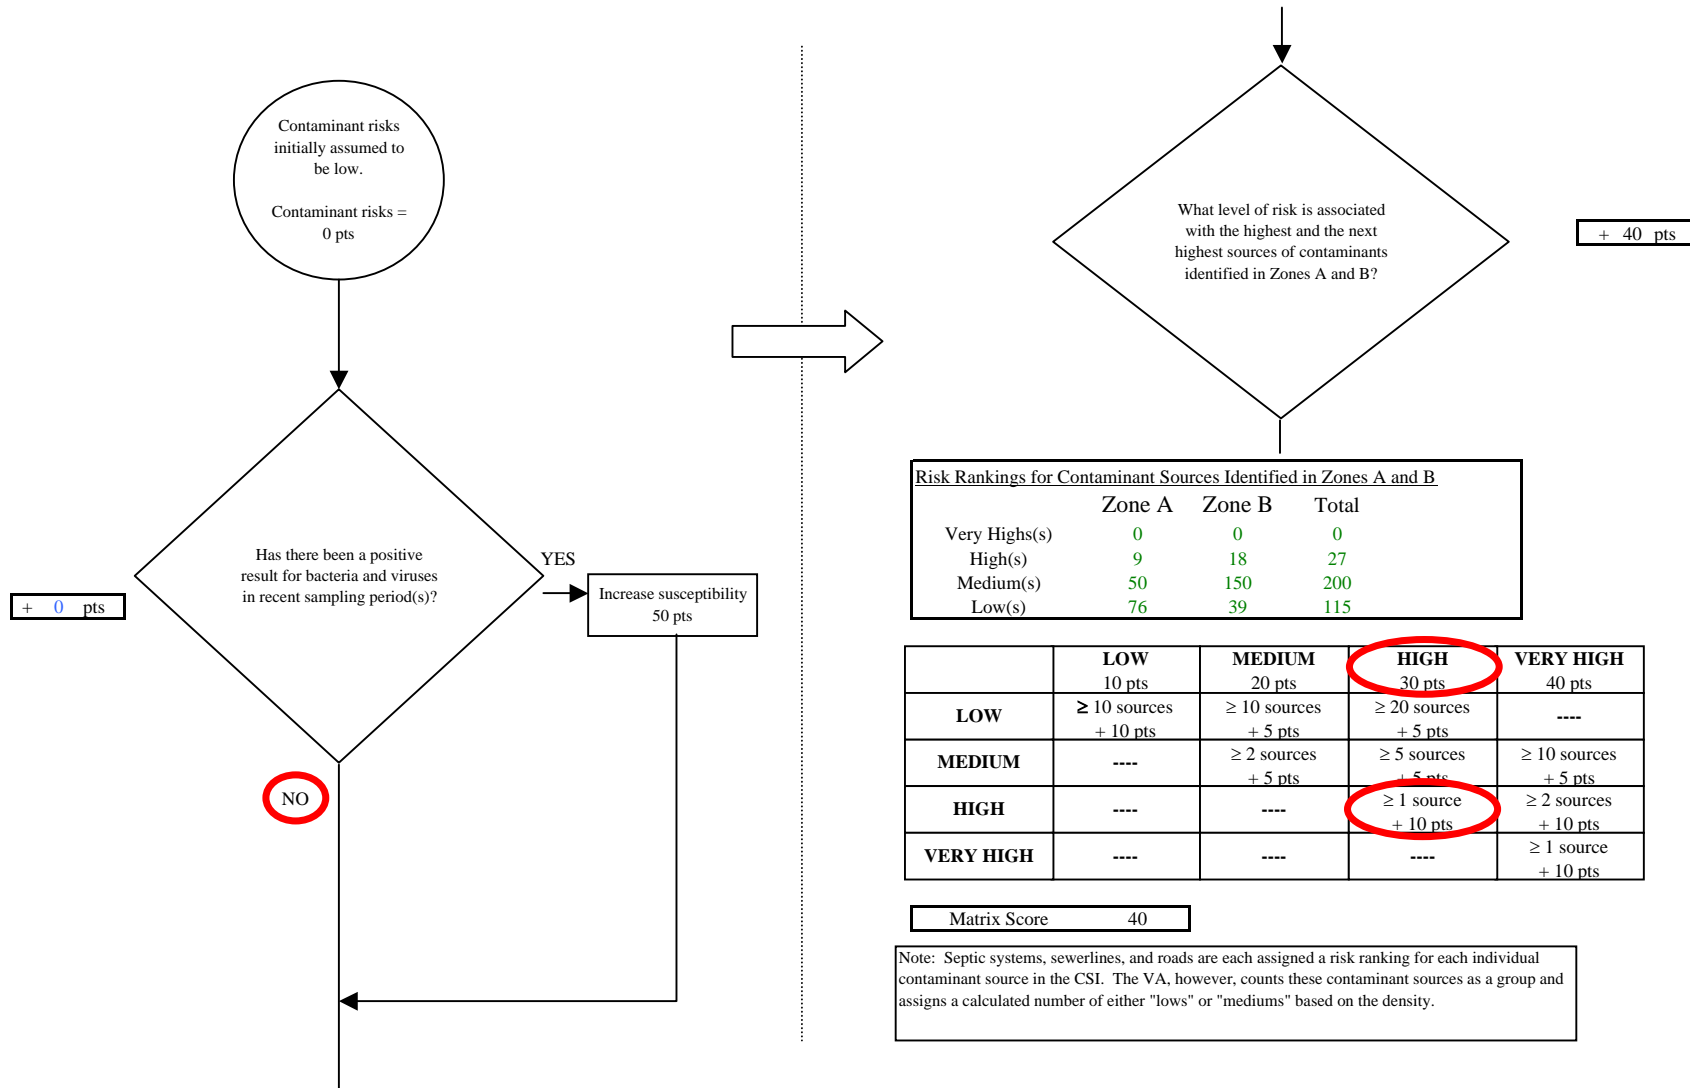 Contaminant risks
initially assumed to
be low.
Contaminant risks =
0 pts
Has there been a positive
result for bacteria and viruses
in recent sampling period(s)?
YES
Increase susceptibility
50 pts
+ 0 pts
NO
What level of risk is associated
with the highest and the next
highest sources of contaminants
identified in Zones A and B?
+ 40 pts
Risk Rankings for Contaminant Sources Identified in Zones A and B
Zone A Zone B Total
Very Highs(s) 0 0 0
High(s) 9 18 27
Medium(s) 50 150 200
Low(s) 76 39 115
LOW MEDIUM HIGH VERY HIGH
10 pts 20 pts 30 pts 40 pts
LOW ≥ 10 sources ≥ 10 sources ≥ 20 sources ----
+ 10 pts + 5 pts + 5 pts
MEDIUM ---- ≥ 2 sources ≥ 5 sources ≥ 10 sources
+ 5 pts + 5 pts + 5 pts
HIGH ---- ---- ≥ 1 source ≥ 2 sources
+ 10 pts + 10 pts
VERY HIGH ---- ---- ---- ≥ 1 source
+ 10 pts
Matrix Score 40
Note: Septic systems, sewerlines, and roads are each assigned a risk ranking for each individual
contaminant source in the CSI. The VA, however, counts these contaminant sources as a group and
assigns a calculated number of either "lows" or "mediums" based on the density.